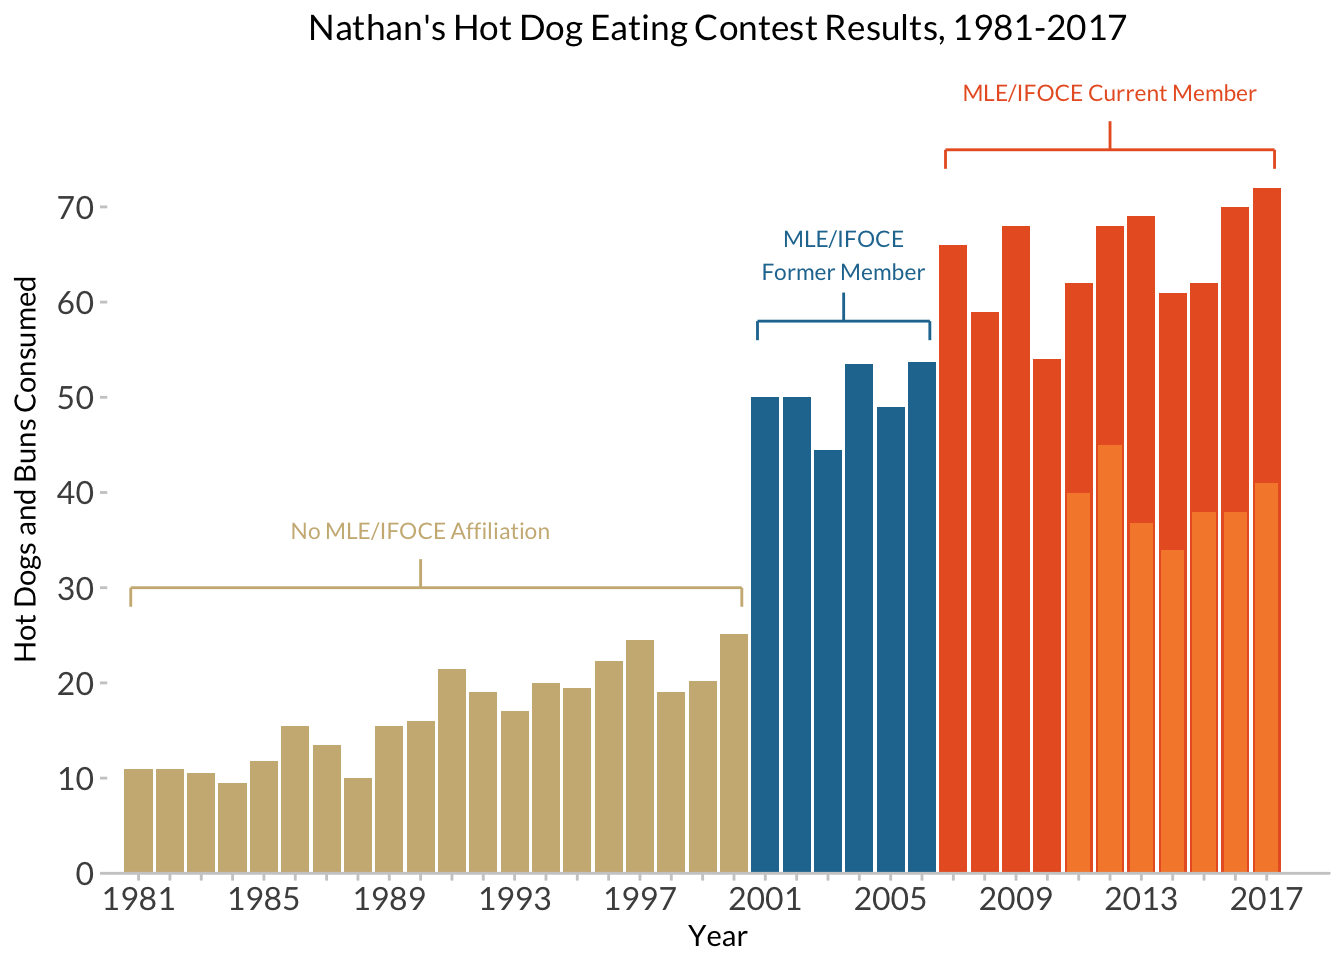 Nathan's Hot Dog Eating Contest Results, 1981-2017
MLE/IFOCE Current Member
MLE/IFOCE
Former Member
No MLE/IFOCE Affiliation
Hot Dogs and Buns Consumed
70
60
50
40
30
20
10
0
1981 1985 1989 1993 1997 2001 2005 2009 2013 2017
Year